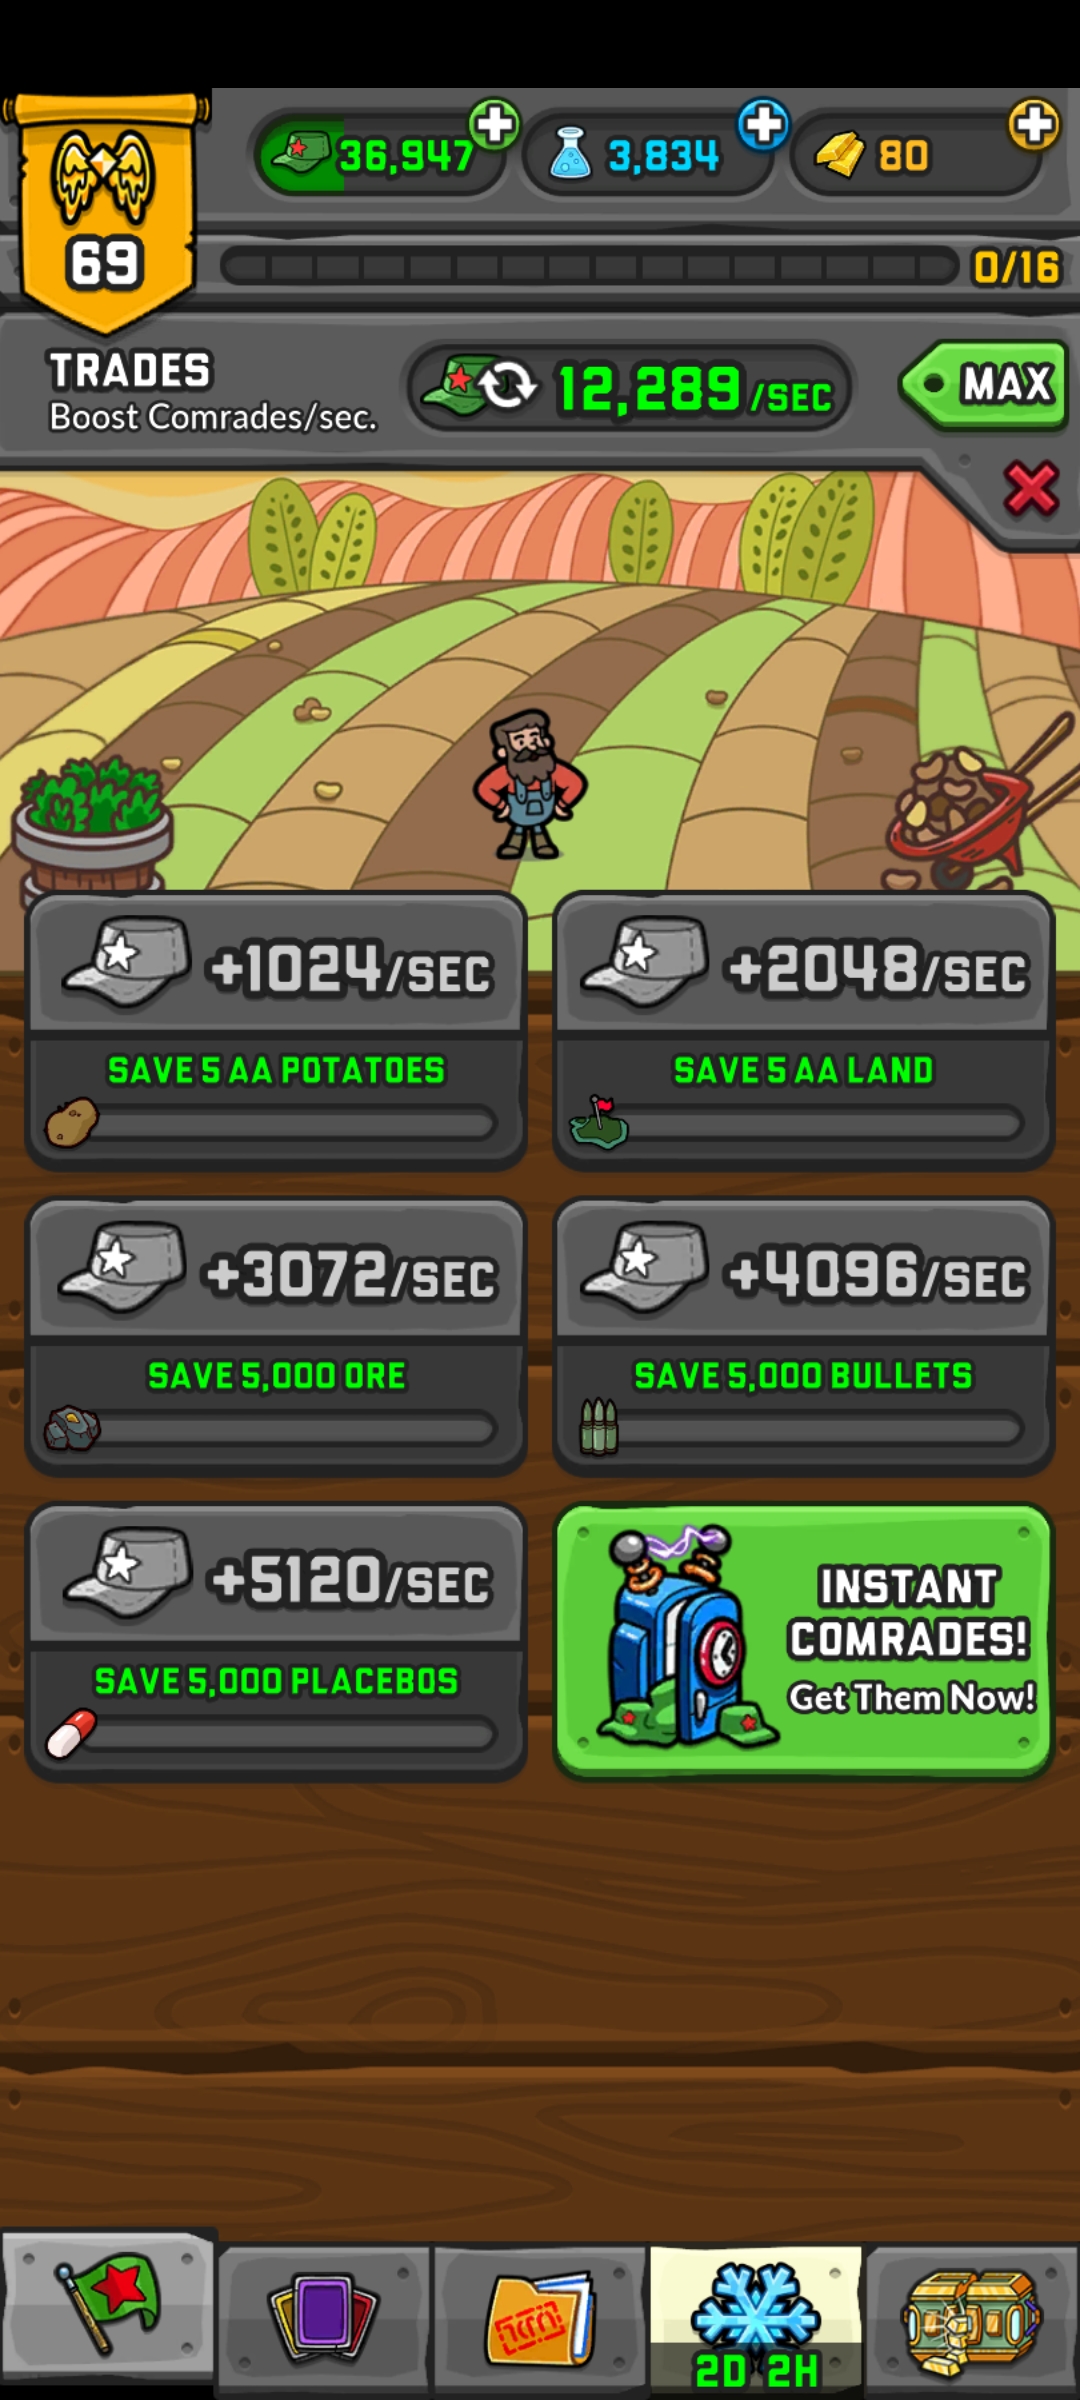 36,947
3,834
80
69
0/16
TRADES
Boost Comrades/sec.
12,289/SEC
MAX
+1024/SEC
SAVE 5 AA POTATOES
+2048/SEC
SAVE 5 AA LAND
+3072/SEC
SAVE 5,000 ORE
+4096/SEC
SAVE 5,000 BULLETS
+5120/SEC
SAVE 5,000 PLACEBOS
INSTANT
COMRADES!
Get Them Now!
2D 2H